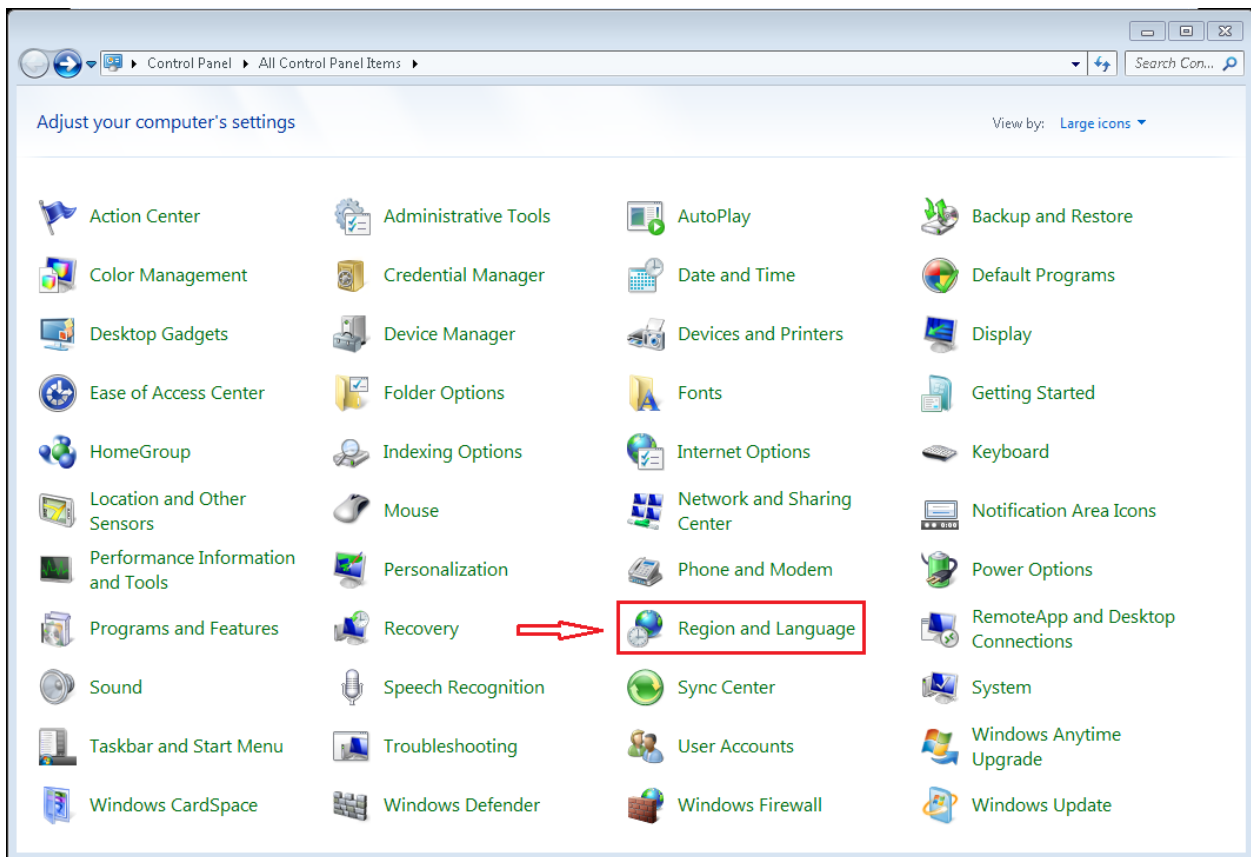 Control Panel All Control Panel Items Search Con...
Adjust your computer's settings View by: Large icons
Action Center Administrative Tools AutoPlay Backup and Restore
Color Management Credential Manager Date and Time Default Programs
Desktop Gadgets Device Manager Devices and Printers Display
Ease of Access Center Folder Options Fonts Getting Started
HomeGroup Indexing Options Internet Options Keyboard
Location and Other
Sensors
Mouse
Network and Sharing
Center
Notification Area Icons
Performance Information
and Tools
Personalization Phone and Modem Power Options
Programs and Features Recovery Region and Language
RemoteApp and Desktop
Connections
Sound Speech Recognition Sync Center System
Taskbar and Start Menu Troubleshooting User Accounts
Windows Anytime
Upgrade
Windows CardSpace Windows Defender Windows Firewall Windows Update